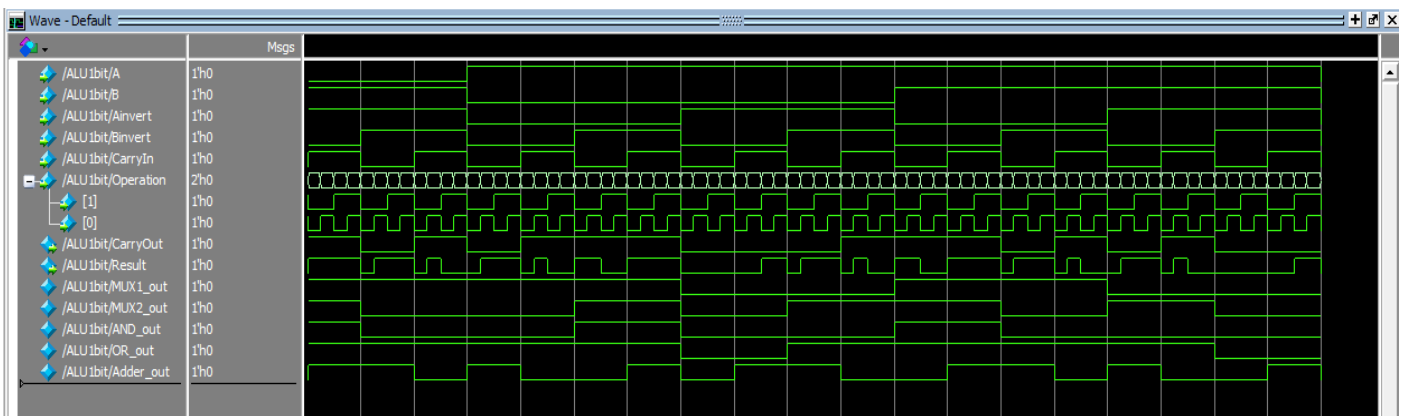 Wave - Default
Msgs
/ALU1bit/A 1'h0
/ALU1bit/B 1'h0
/ALU1bit/Ainvert 1'h0
/ALU1bit/Binvert 1'h0
/ALU1bit/CarryIn 1'h0
/ALU1bit/Operation 2'h0
[1] 1'h0
[0] 1'h0
/ALU1bit/CarryOut 1'h0
/ALU1bit/Result 1'h0
/ALU1bit/MUX1_out 1'h0
/ALU1bit/MUX2_out 1'h0
/ALU1bit/AND_out 1'h0
/ALU1bit/OR_out 1'h0
/ALU1bit/Adder_out 1'h0